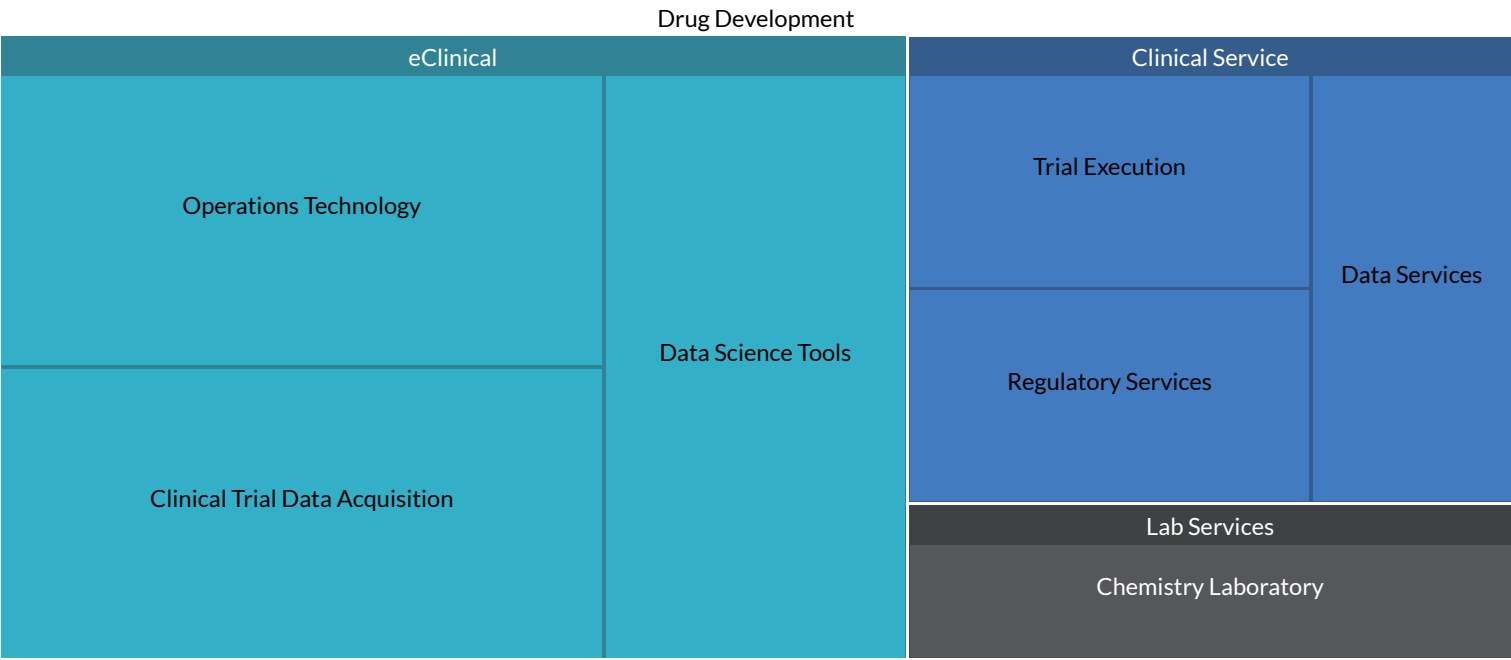 Drug Development
eClinical
Operations Technology
Clinical Trial Data Acquisition
Data Science Tools
Clinical Service
Trial Execution
Regulatory Services
Data Services
Lab Services
Chemistry Laboratory